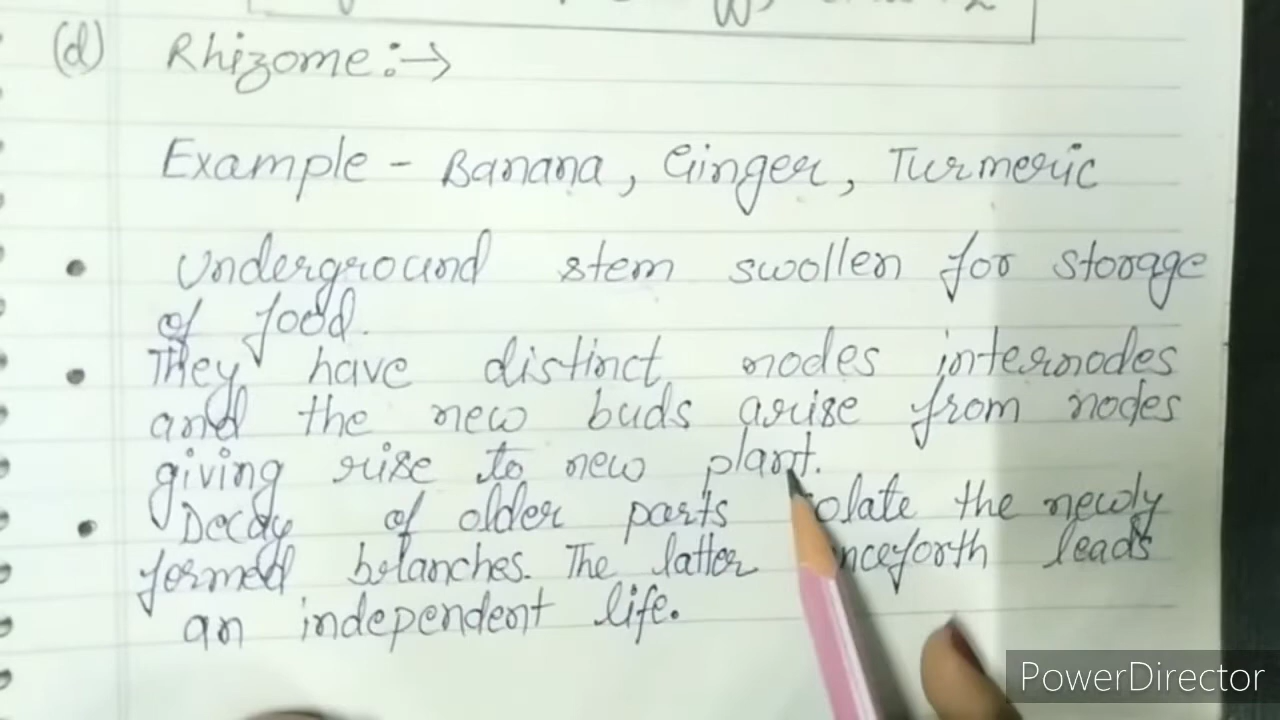 (d) Rhizome:→
Example - Banana, Ginger, Turmeric
• Underground stem swollen for storage
of food.
• They have distinct nodes internodes
and the new buds arise from nodes
giving rise to new plant.
• Decay of older parts the newly
formed branches. The latter leads
an independent life.
PowerDirector